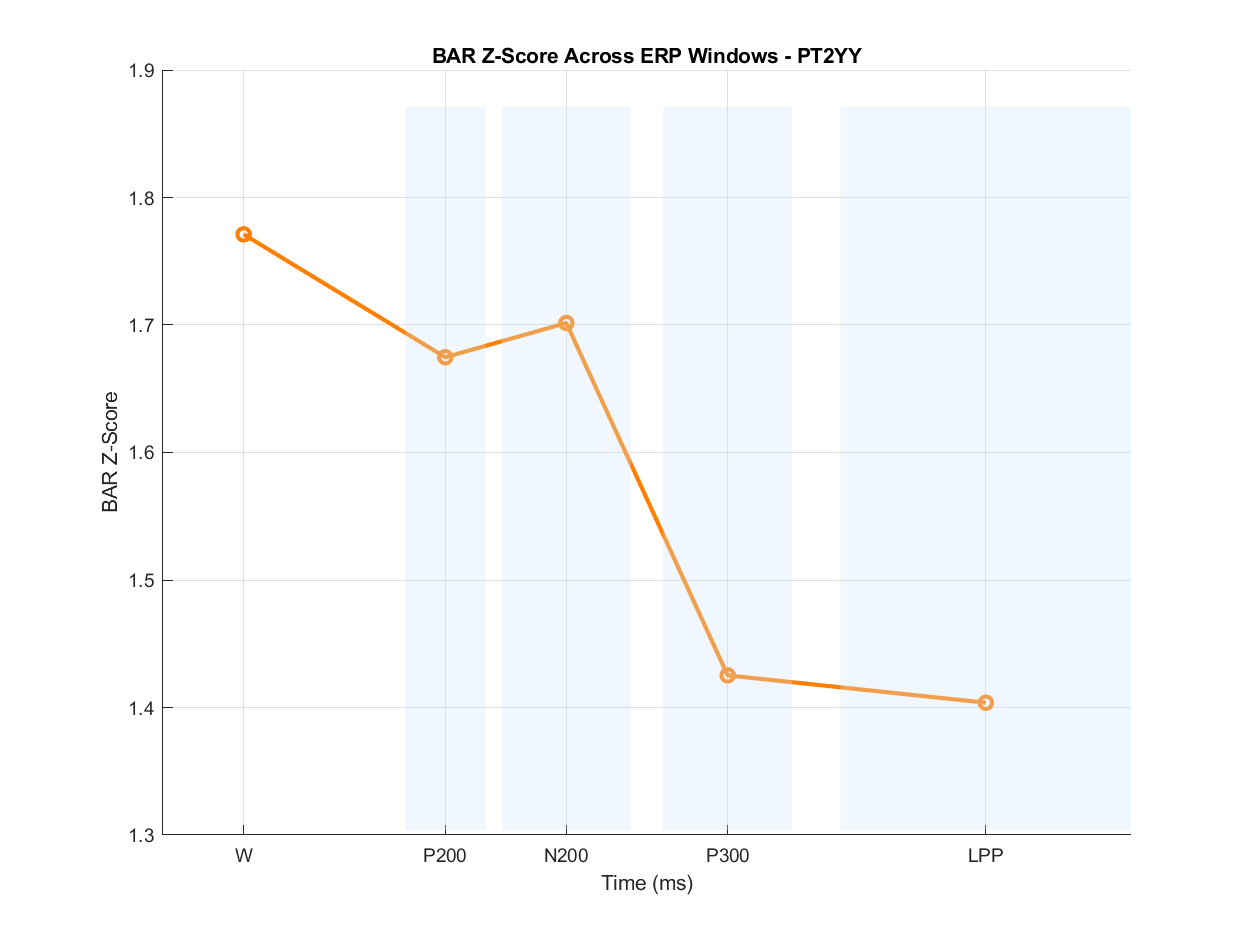 BAR Z-Score Across ERP Windows - PT2YY
1.9
1.8
1.7
1.6
1.5
1.4
1.3
BAR Z-Score
W
P200
N200
P300
LPP
Time (ms)